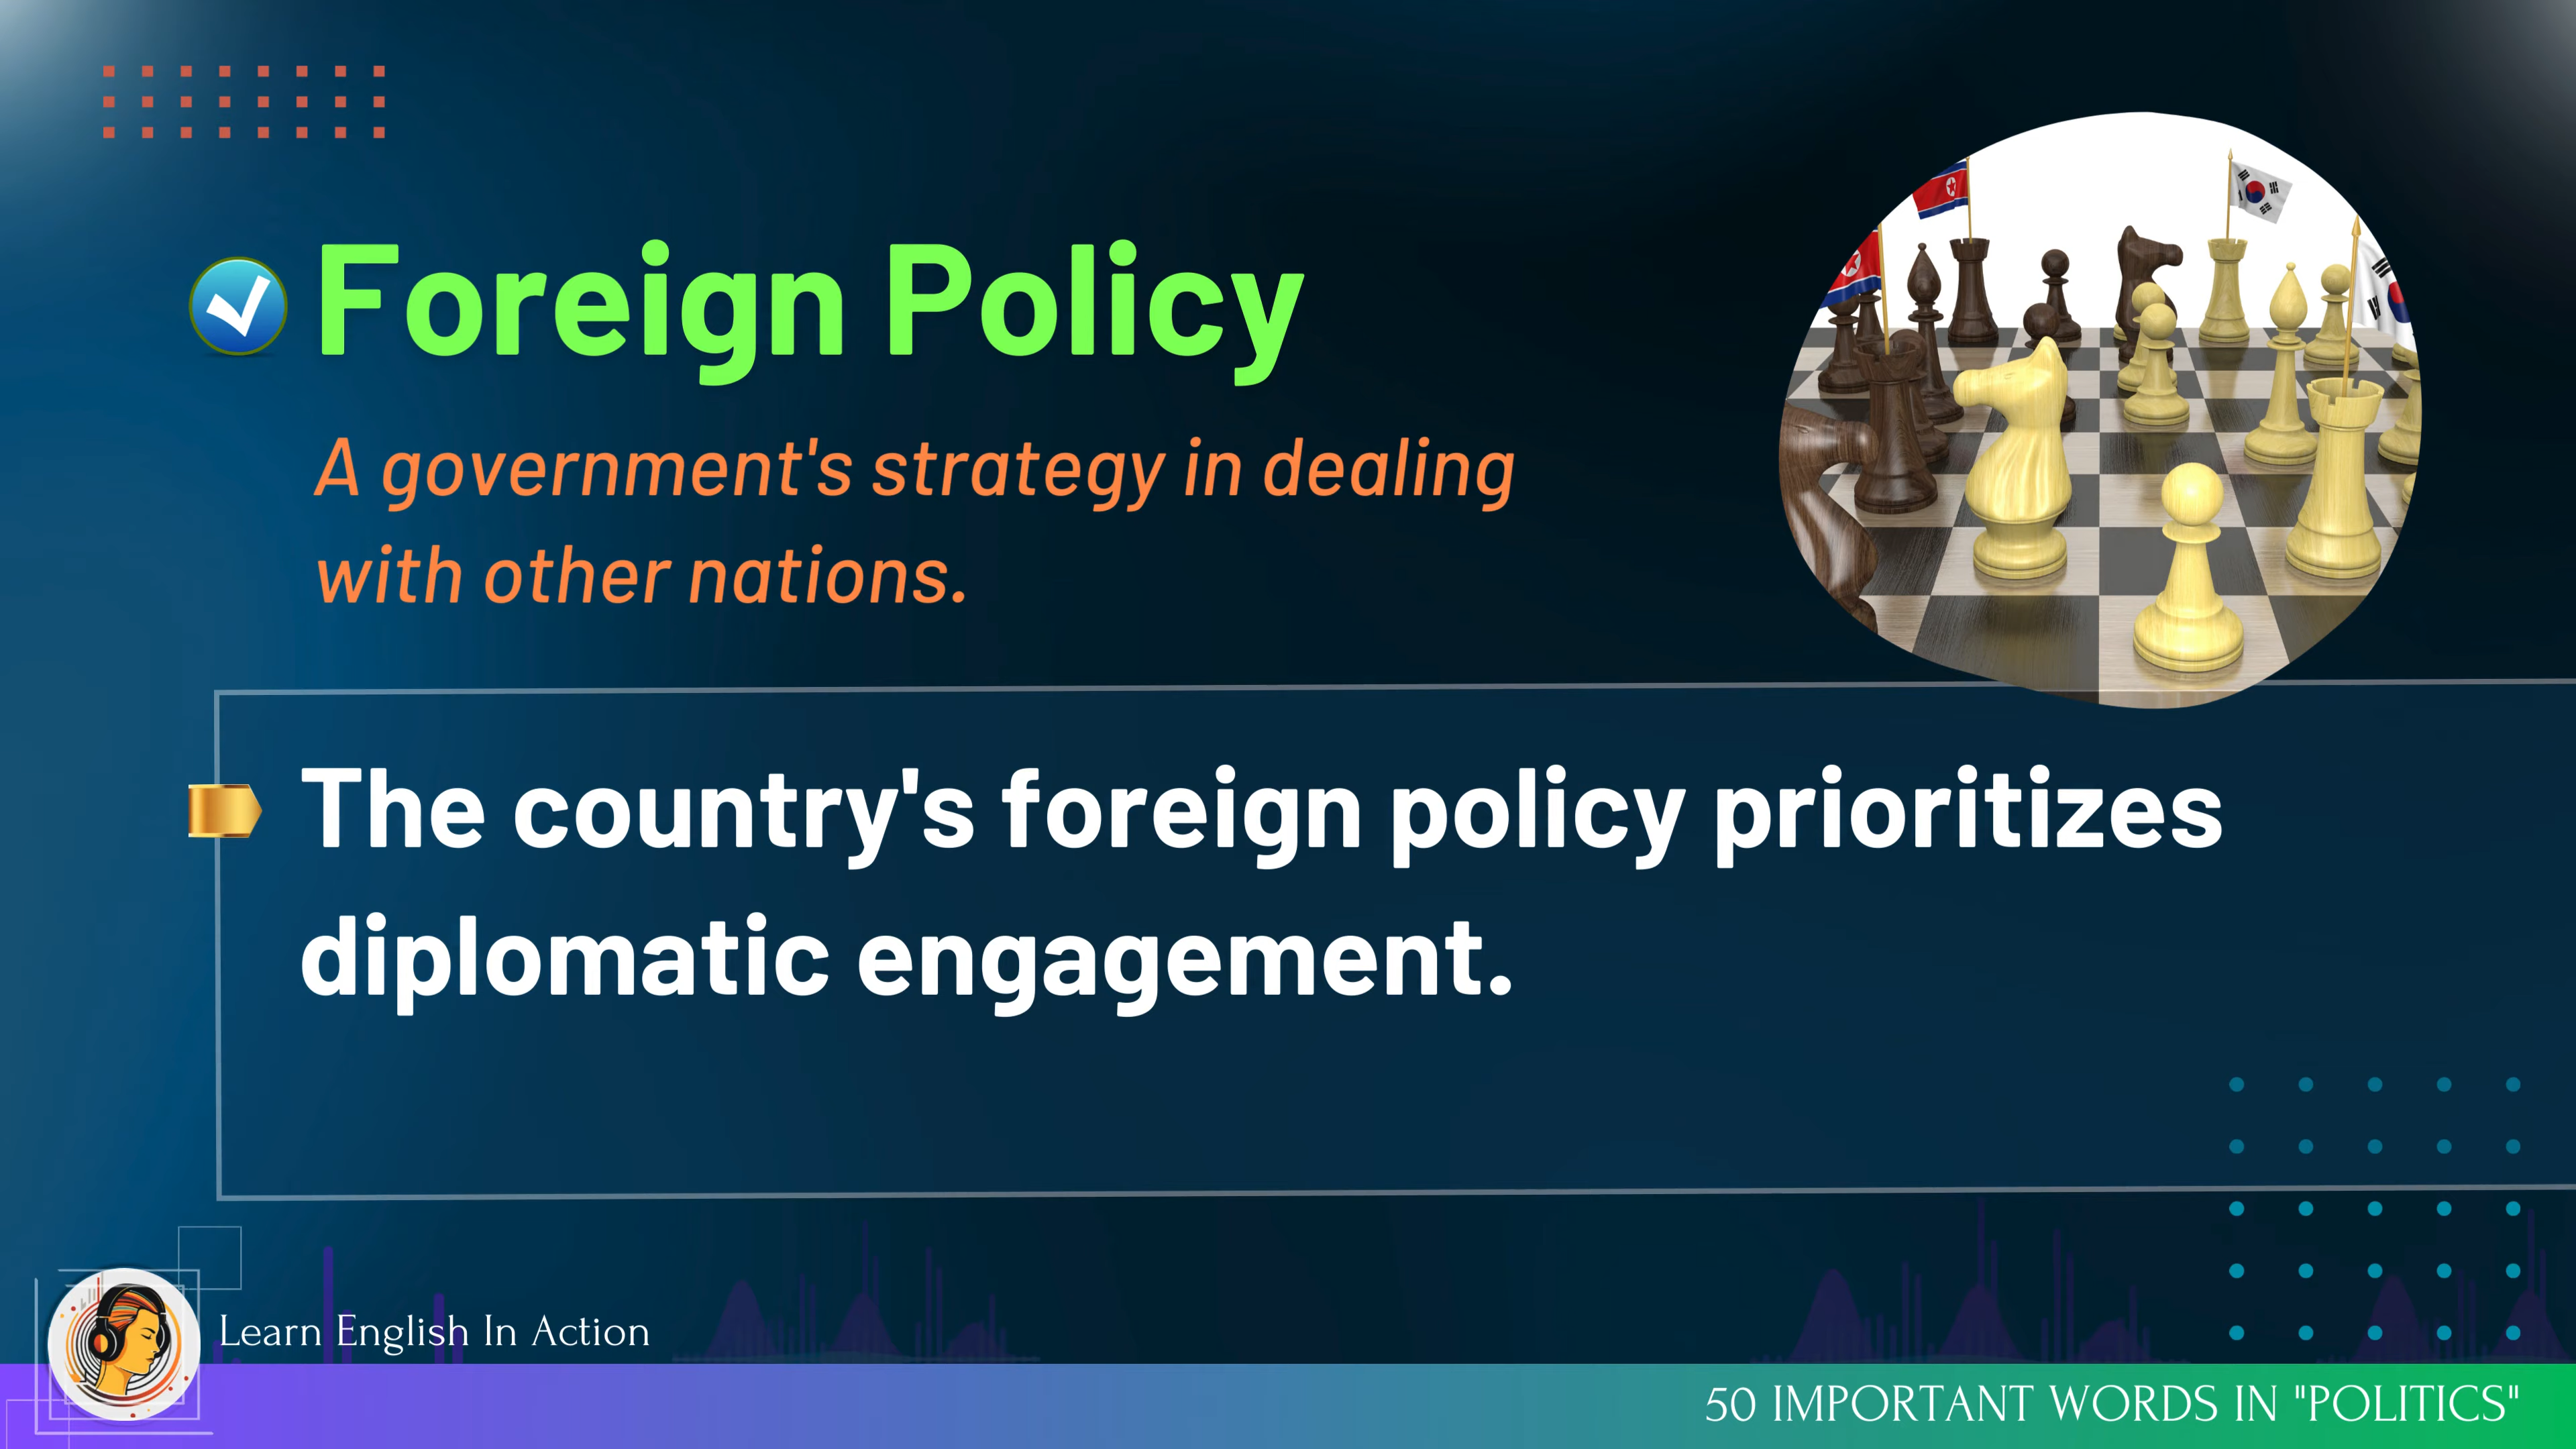 Foreign Policy
A government's strategy in dealing
with other nations.
The country's foreign policy prioritizes
diplomatic engagement.
Learn English In Action
50 IMPORTANT WORDS IN "POLITICS"